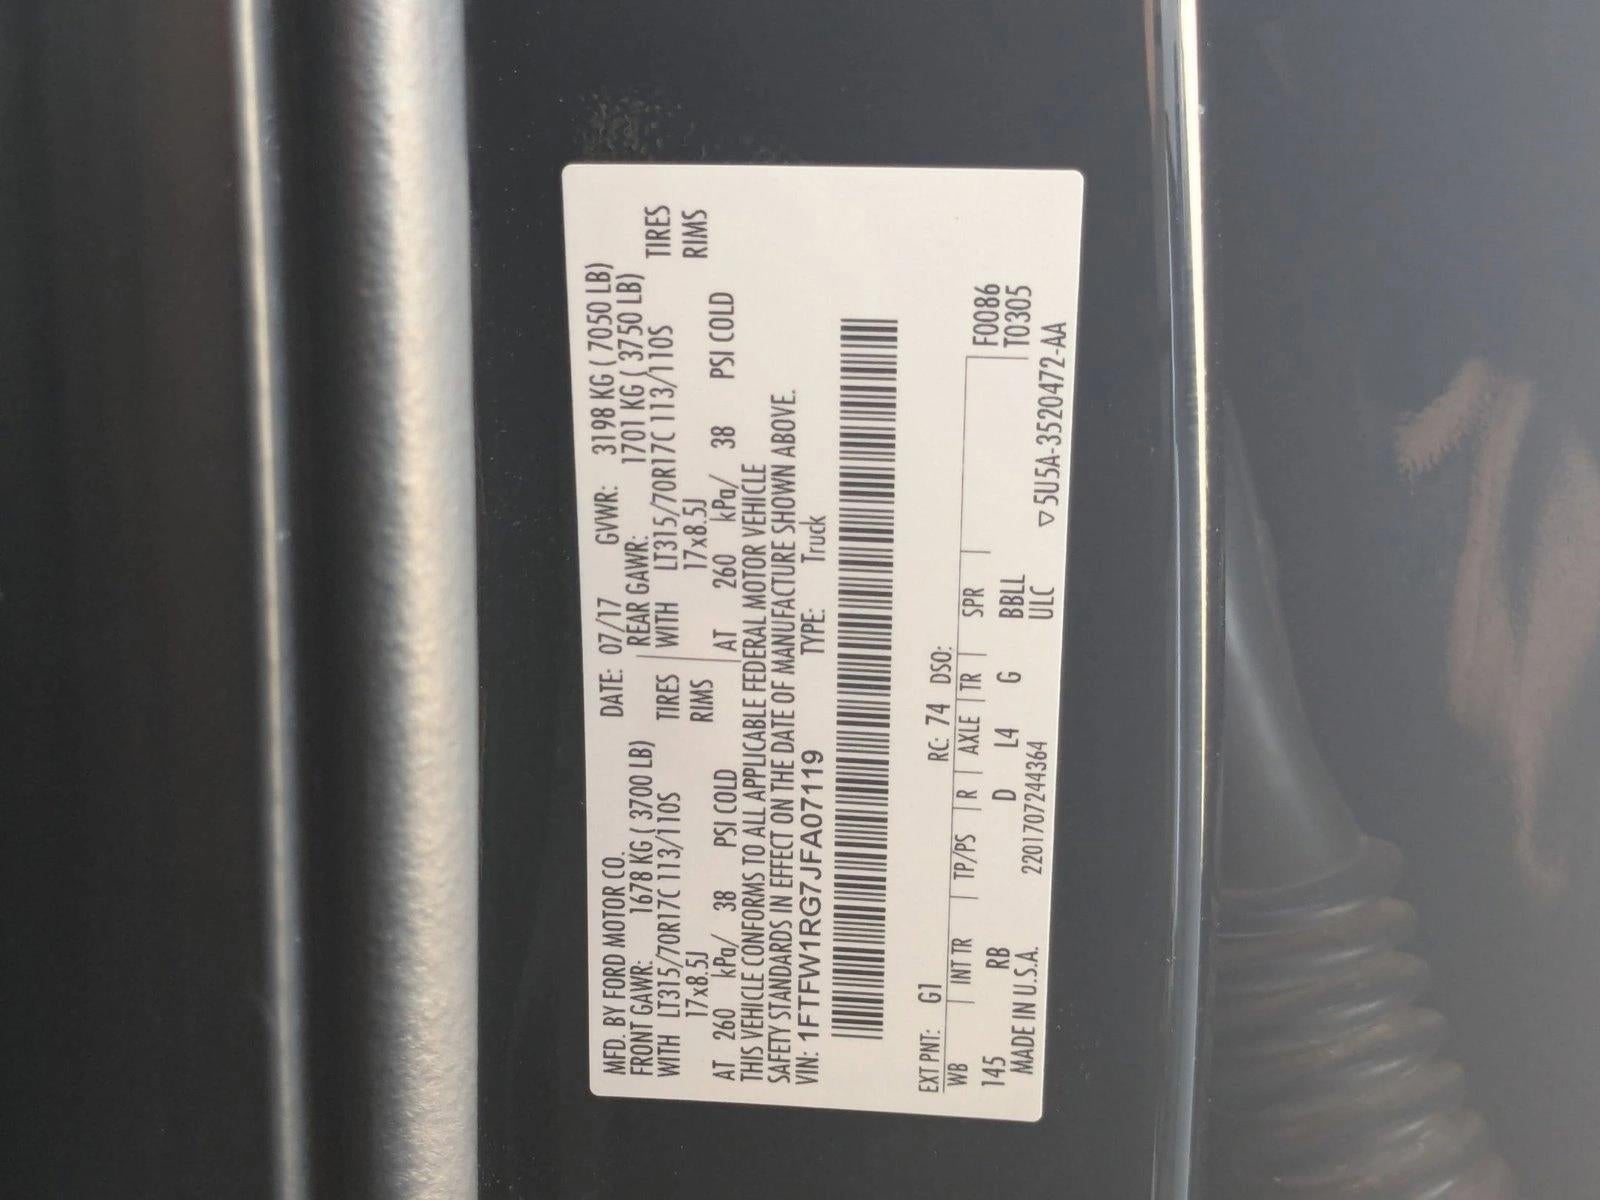 MFD. BY FORD MOTOR CO. DATE: 07/17 GVWR: 3198 KG ( 7050 LB)
FRONT GAWR: 1678 KG ( 3700 LB) REAR GAWR: 1701 KG ( 3750 LB)
WITH LT315/70R17C 113/110S TIRES WITH LT315/70R17C 113/110S TIRES
17x8.5J RIMS 17x8.5J RIMS
AT 260 kPa/ 38 PSI COLD AT 260 kPa/ 38 PSI COLD
THIS VEHICLE CONFORMS TO ALL APPLICABLE FEDERAL MOTOR VEHICLE
SAFETY STANDARDS IN EFFECT ON THE DATE OF MANUFACTURE SHOWN ABOVE.
VIN: 1FTFW1RG7JFA07119 TYPE: Truck
EXT PNT: G1 RC: 74 DSO:
WB INT TR TP/PS R AXLE TR SPR F0086
145 RB D L4 G BBLL T0305
MADE IN U.S.A. 2201707244364 ULC ▽5U5A-3520472-AA